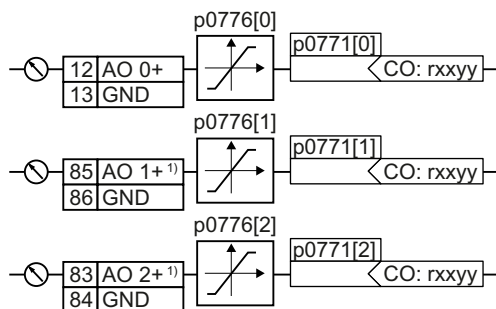 p0776[0]
p0771[0]
12 AO 0+ CO: rxxyy
13 GND
p0776[1]
p0771[1]
85 AO 1+ 1) CO: rxxyy
86 GND
p0776[2]
p0771[2]
83 AO 2+ 1) CO: rxxyy
84 GND